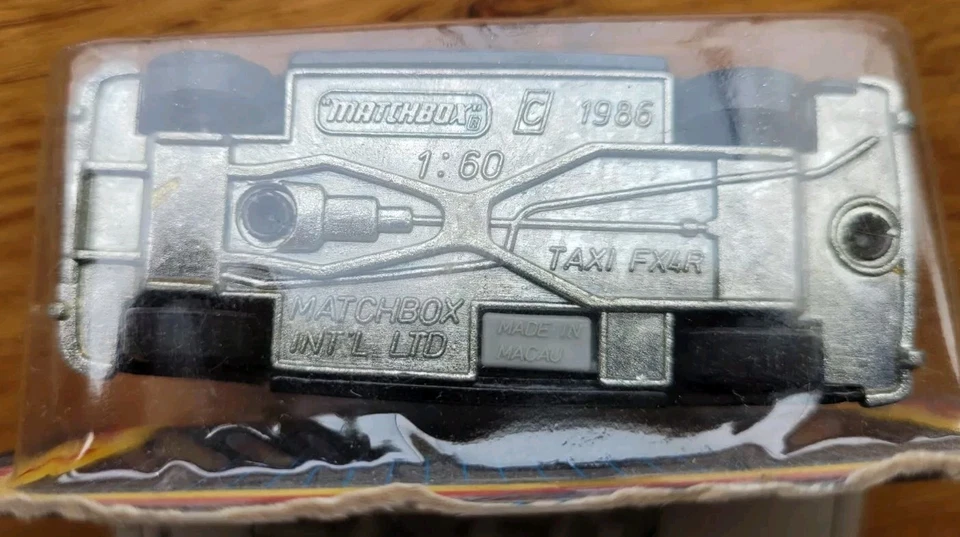 "MATCHBOX"® C 1986
1:60
TAXI FX4R
MATCHBOX
INT'L LTD
MADE IN
MACAU